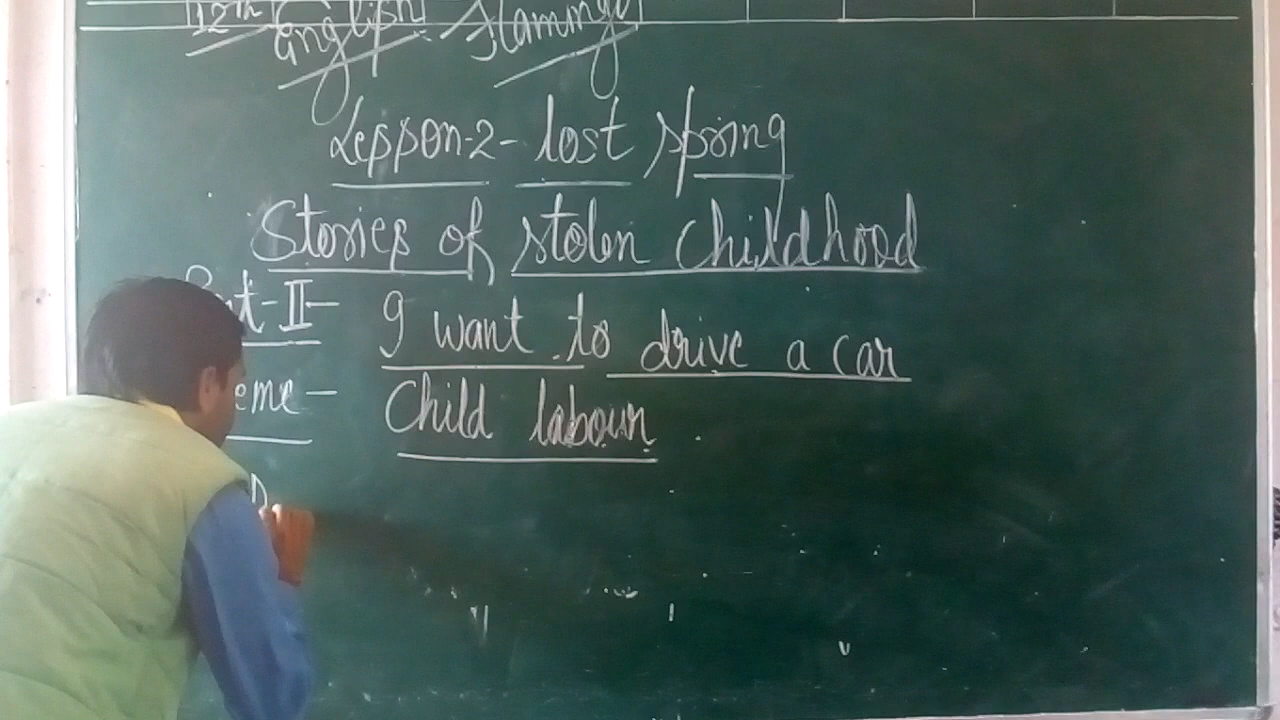 12th English Flamingo
Lesson-2- lost spring
Stories of stolen childhood
Part-II- I want to drive a car
eme- Child labour